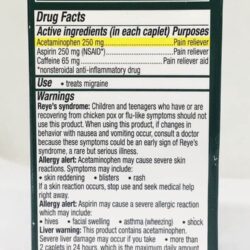 Drug Facts
Active ingredients (in each caplet) Purposes
Acetaminophen 250 mg Pain reliever
Aspirin 250 mg (NSAID*) Pain reliever
Caffeine 65 mg Pain reliever aid
*nonsteroidal anti-inflammatory drug
Use • treats migraine
Warnings
Reye's syndrome: Children and teenagers who have or are
recovering from chicken pox or flu-like symptoms should not
use this product. When using this product, if changes in
behavior with nausea and vomiting occur, consult a doctor
because these symptoms could be an early sign of Reye's
syndrome, a rare but serious illness.
Allergy alert: Acetaminophen may cause severe skin
reactions. Symptoms may include:
• skin reddening • blisters • rash
If a skin reaction occurs, stop use and seek medical help
right away.
Allergy alert: Aspirin may cause a severe allergic
reaction which may include:
• hives • facial swelling • asthma (wheezing) • shock
Liver warning: This product contains acetaminophen.
Severe liver damage may occur if you take • more than
2 caplets in 24 hours, which is the maximum daily amount